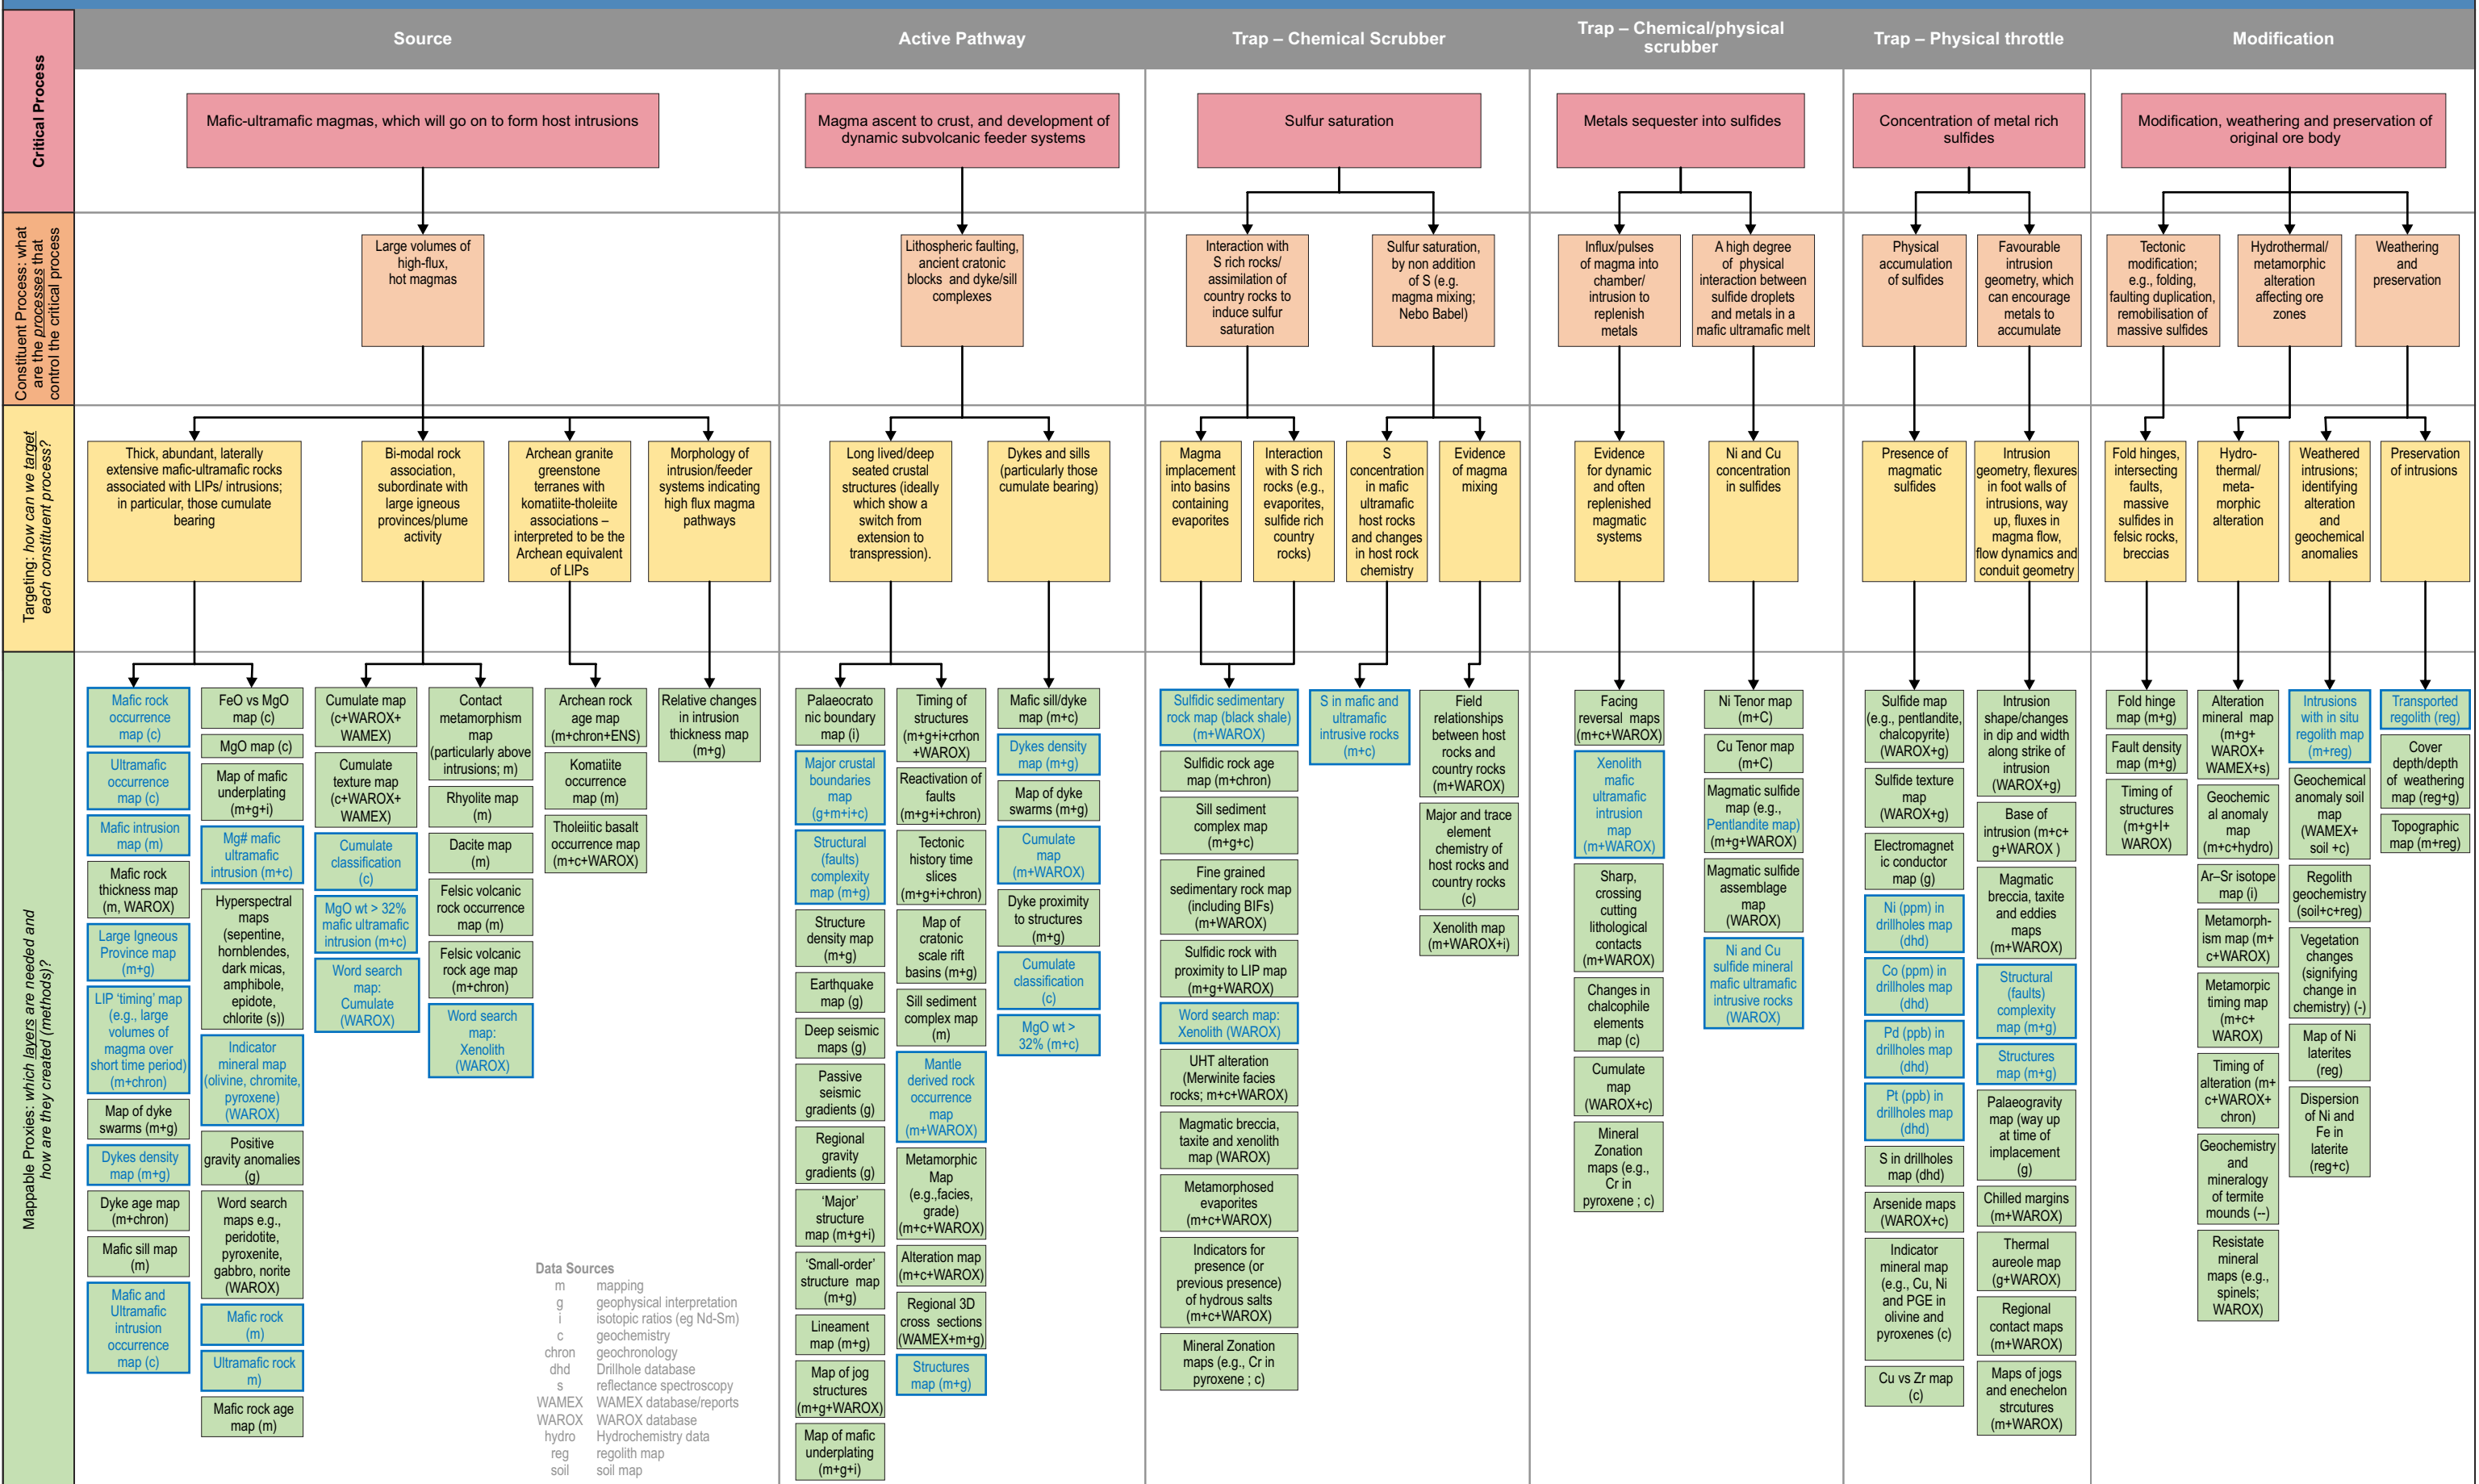 Source
Active Pathway
Trap – Chemical Scrubber
Trap – Chemical/physical
scrubber
Trap – Physical throttle
Modification
Critical Process
Mafic-ultramafic magmas, which will go on to form host intrusions
Magma ascent to crust, and development of
dynamic subvolcanic feeder systems
Sulfur saturation
Metals sequester into sulfides
Concentration of metal rich
sulfides
Modification, weathering and preservation of
original ore body
Constituent Process: what
are the processes that
control the critical process
Large volumes of
high-flux,
hot magmas
Lithospheric faulting,
ancient cratonic
blocks and dyke/sill
complexes
Interaction with
S rich rocks/
assimilation of
country rocks to
induce sulfur
saturation
Sulfur saturation,
by non addition
of S (e.g.
magma mixing;
Nebo Babel)
Influx/pulses
of magma into
chamber/
intrusion to
replenish
metals
A high degree
of physical
interaction between
sulfide droplets
and metals in a
mafic ultramafic melt
Physical
accumulation
of sulfides
Favourable
intrusion
geometry, which
can encourage
metals to
accumulate
Tectonic
modification;
e.g., folding,
faulting duplication,
remobilisation of
massive sulfides
Hydrothermal/
metamorphic
alteration
affecting ore
zones
Weathering
and
preservation
Targeting: how can we target
each constituent process?
Thick, abundant, laterally
extensive mafic-ultramafic rocks
associated with LIPs/ intrusions;
in particular, those cumulate
bearing
Bi-modal rock
association,
subordinate with
large igneous
provinces/plume
activity
Archean granite
greenstone
terranes with
komatiite-tholeiite
associations –
interpreted to be the
Archean equivalent
of LIPs
Morphology of
intrusion/feeder
systems indicating
high flux magma
pathways
Long lived/deep
seated crustal
structures (ideally
which show a
switch from
extension to
transpression).
Dykes and sills
(particularly those
cumulate bearing)
Magma
implacement
into basins
containing
evaporites
Interaction
with S rich
rocks (e.g.,
evaporites,
sulfide rich
country
rocks)
S
concentration
in mafic
ultramafic
host rocks
and changes
in host rock
chemistry
Evidence
of magma
mixing
Evidence
for dynamic
and often
replenished
magmatic
systems
Ni and Cu
concentration
in sulfides
Presence of
magmatic
sulfides
Intrusion
geometry, flexures
in foot walls of
intrusions, way
up, fluxes in
magma flow,
flow dynamics and
conduit geometry
Fold hinges,
intersecting
faults,
massive
sulfides in
felsic rocks,
breccias
Hydro-
thermal/
meta-
morphic
alteration
Weathered
intrusions;
identifying
alteration
and
geochemical
anomalies
Preservation
of intrusions
Mappable Proxies: which layers are needed and
how are they created (methods)?
Mafic rock
occurrence
map (c)
Ultramafic
occurrence
map (c)
Mafic intrusion
map (m)
Mafic rock
thickness map
(m, WAROX)
Large Igneous
Province map
(m+g)
LIP ‘timing’ map
(e.g., large
volumes of
magma over
short time period)
(m+chron)
Map of dyke
swarms (m+g)
Dykes density
map (m+g)
Dyke age map
(m+chron)
Mafic sill map
(m)
Mafic and
Ultramafic
intrusion
occurrence
map (c)
FeO vs MgO
map (c)
MgO map (c)
Map of mafic
underplating
(m+g+i)
Mg# mafic
ultramafic
intrusion (m+c)
Hyperspectral
maps
(sepentine,
hornblendes,
dark micas,
amphibole,
epidote,
chlorite (s))
Indicator
mineral map
(olivine, chromite,
pyroxene)
(WAROX)
Positive
gravity anomalies
(g)
Word search
maps e.g.,
peridotite,
pyroxenite,
gabbro, norite
(WAROX)
Mafic rock
(m)
Ultramafic rock
m)
Mafic rock age
map (m)
Cumulate map
(c+WAROX+
WAMEX)
Cumulate
texture map
(c+WAROX+
WAMEX)
Cumulate
classification
(c)
MgO wt > 32%
mafic ultramafic
intrusion (m+c)
Word search
map:
Cumulate
(WAROX)
Contact
metamorphism
map
(particularly above
intrusions; m)
Rhyolite map
(m)
Dacite map
(m)
Felsic volcanic
rock occurrence
map (m)
Felsic volcanic
rock age map
(m+chron)
Word search
map:
Xenolith
(WAROX)
Archean rock
age map
(m+chron+ENS)
Komatiite
occurrence
map (m)
Tholeiitic basalt
occurrence map
(m+c+WAROX)
Relative changes
in intrusion
thickness map
(m+g)
Data Sources
m mapping
g geophysical interpretation
i isotopic ratios (eg Nd-Sm)
c geochemistry
chron geochronology
dhd Drillhole database
s reflectance spectroscopy
WAMEX WAMEX database/reports
WAROX WAROX database
hydro Hydrochemistry data
reg regolith map
soil soil map
Palaeocrato
nic boundary
map (i)
Major crustal
boundaries
map
(g+m+i+c)
Structural
(faults)
complexity
map (m+g)
Structure
density map
(m+g)
Earthquake
map (g)
Deep seismic
maps (g)
Passive
seismic
gradients (g)
Regional
gravity
gradients (g)
‘Major’
structure
map (m+g+i)
‘Small-order’
structure map
(m+g)
Lineament
map (m+g)
Map of jog
structures
(m+g+WAROX)
Map of mafic
underplating
(m+g+i)
Timing of
structures
(m+g+i+crhon
+WAROX)
Reactivation of
faults
(m+g+i+chron)
Tectonic
history time
slices
(m+g+i+chron)
Map of
cratonic
scale rift
basins (m+g)
Sill sediment
complex map
(m)
Mantle
derived rock
occurrence
map
(m+WAROX)
Metamorphic
Map
(e.g.,facies,
grade)
(m+c+WAROX)
Alteration map
(m+c+WAROX)
Regional 3D
cross sections
(WAMEX+m+g)
Structures
map (m+g)
Mafic sill/dyke
map (m+c)
Dykes density
map (m+g)
Map of dyke
swarms (m+g)
Cumulate
map
(m+WAROX)
Dyke proximity
to structures
(m+g)
Cumulate
classification
(c)
MgO wt >
32% (m+c)
Sulfidic sedimentary
rock map (black shale)
(m+WAROX)
Sulfidic rock age
map (m+chron)
Sill sediment
complex map
(m+g+c)
Fine grained
sedimentary rock map
(including BIFs)
(m+WAROX)
Sulfidic rock with
proximity to LIP map
(m+g+WAROX)
Word search map:
Xenolith (WAROX)
UHT alteration
(Merwinite facies
rocks; m+c+WAROX)
Magmatic breccia,
taxite and xenolith
map (WAROX)
Metamorphosed
evaporites
(m+c+WAROX)
Indicators for
presence (or
previous presence)
of hydrous salts
(m+c+WAROX)
Mineral Zonation
maps (e.g., Cr in
pyroxene ; c)
S in mafic and
ultramafic
intrusive rocks
(m+c)
Field
relationships
between host
rocks and
country rocks
(m+WAROX)
Major and trace
element
chemistry of
host rocks and
country rocks
(c)
Xenolith map
(m+WAROX+i)
Facing
reversal maps
(m+c+WAROX)
Xenolith
mafic
ultramafic
intrusion
map
(m+WAROX)
Sharp,
crossing
cutting
lithological
contacts
(m+WAROX)
Changes in
chalcophile
elements
map (c)
Cumulate
map
(WAROX+c)
Mineral
Zonation
maps (e.g.,
Cr in
pyroxene ; c)
Ni Tenor map
(m+C)
Cu Tenor map
(m+C)
Magmatic sulfide
map (e.g.,
Pentlandite map)
(m+g+WAROX)
Magmatic sulfide
assemblage
map
(WAROX)
Ni and Cu
sulfide mineral
mafic ultramafic
intrusive rocks
(WAROX)
Sulfide map
(e.g., pentlandite,
chalcopyrite)
(WAROX+g)
Sulfide texture
map
(WAROX+g)
Electromagnet
ic conductor
map (g)
Ni (ppm) in
drillholes map
(dhd)
Co (ppm) in
drillholes map
(dhd)
Pd (ppb) in
drillholes map
(dhd)
Pt (ppb) in
drillholes map
(dhd)
S in drillholes
map (dhd)
Arsenide maps
(WAROX+c)
Indicator
mineral map
(e.g., Cu, Ni
and PGE in
olivine and
pyroxenes (c)
Cu vs Zr map
(c)
Intrusion
shape/changes
in dip and width
along strike of
intrusion
(WAROX+g)
Base of
intrusion (m+c+
g+WAROX )
Magmatic
breccia, taxite
and eddies
maps
(m+WAROX)
Structural
(faults)
complexity
map (m+g)
Structures
map (m+g)
Palaeogravity
map (way up
at time of
implacement
(g)
Chilled margins
(m+WAROX)
Thermal
aureole map
(g+WAROX)
Regional
contact maps
(m+WAROX)
Maps of jogs
and enechelon
strcutures
(m+WAROX)
Fold hinge
map (m+g)
Fault density
map (m+g)
Timing of
structures
(m+g+I+
WAROX)
Alteration
mineral map
(m+g+
WAROX+
WAMEX+s)
Geochemic
al anomaly
map
(m+c+hydro)
Ar–Sr isotope
map (i)
Metamorph-
ism map (m+
c+WAROX)
Metamorpic
timing map
(m+c+
WAROX)
Timing of
alteration (m+
c+WAROX+
chron)
Geochemistry
and
mineralogy
of termite
mounds (--)
Resistate
mineral
maps (e.g.,
spinels;
WAROX)
Intrusions
with in situ
regolith map
(m+reg)
Geochemical
anomaly soil
map
(WAMEX+
soil +c)
Regolith
geochemistry
(soil+c+reg)
Vegetation
changes
(signifying
change in
chemistry) (-)
Map of Ni
laterites
(reg)
Dispersion
of Ni and
Fe in
laterite
(reg+c)
Transported
regolith (reg)
Cover
depth/depth
of weathering
map (reg+g)
Topographic
map (m+reg)